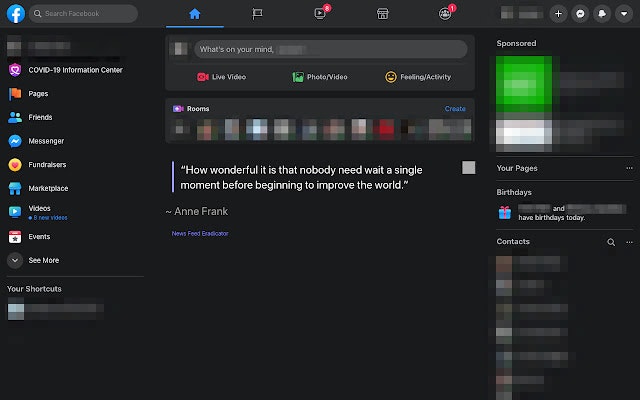 f
Search Facebook
8
1
COVID-19 Information Center
Pages
Friends
Messenger
Fundraisers
Marketplace
Videos
8 new videos
Events
See More
Your Shortcuts
What's on your mind,
Live Video
Photo/Video
Feeling/Activity
Rooms
Create
“How wonderful it is that nobody need wait a single
moment before beginning to improve the world.”
~ Anne Frank
News Feed Eradicator
Sponsored
Your Pages
Birthdays
and
have birthdays today.
Contacts